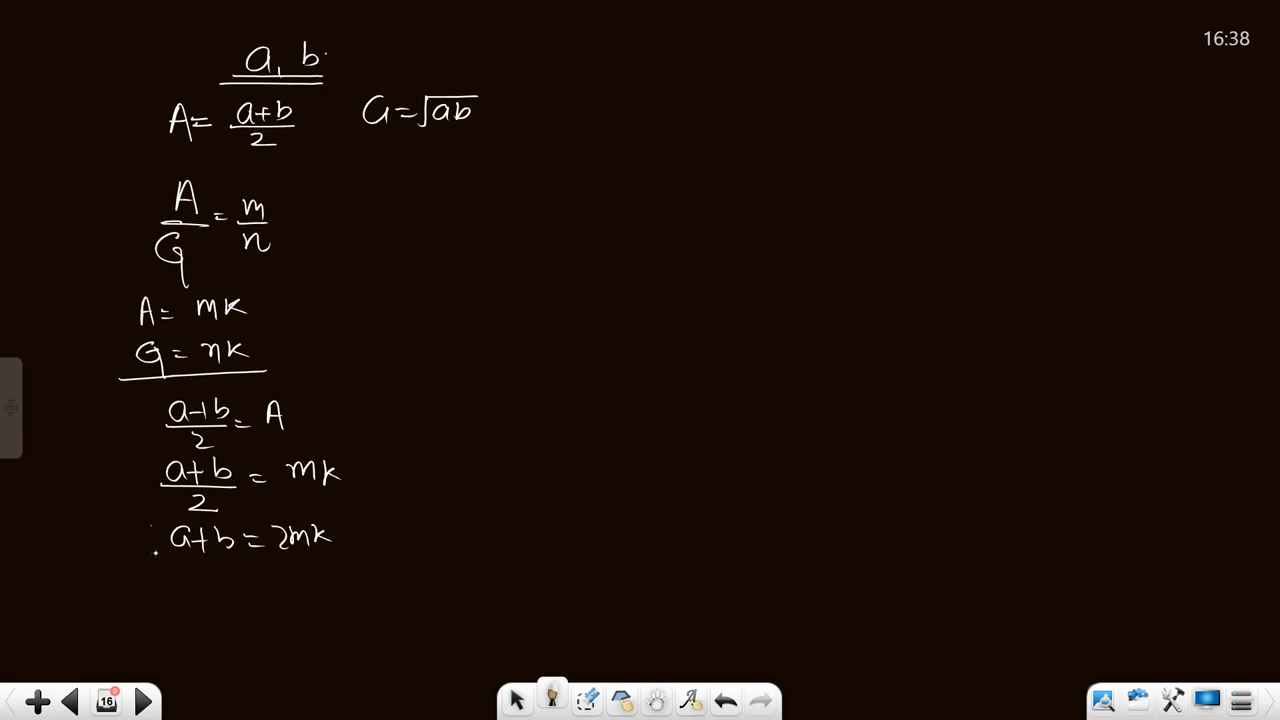 16:38
a, b.
A = a+b/2 G = √ab
A/G = m/n
A = mk
G = nk
a+b/2 = A
a+b/2 = mk
∴ a+b = 2mk
16